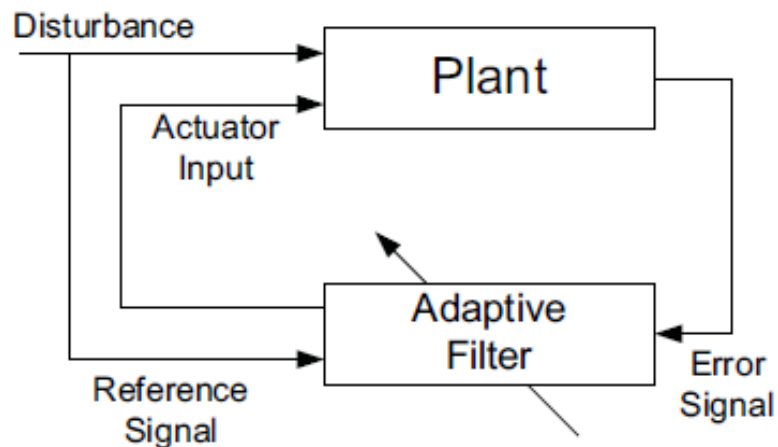 Disturbance
Plant
Actuator
Input
Adaptive
Filter
Error
Signal
Reference
Signal